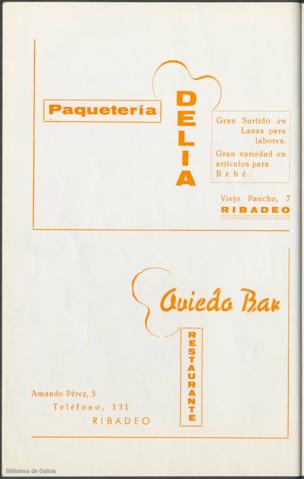 Paquetería
DELIA
Gran Surtido en
Lanas para
labores.
Gran variedad en
artículos para
Bebé.
Viejo Pancho, 7
RIBADEO
Oviedo Bar
RESTAURANTE
Amando Pérez, 5
Teléfono, 131
RIBADEO
Biblioteca de Galicia